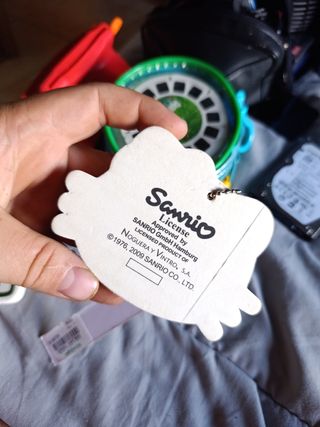 Sanrio
License
Approved by
SANRIO GmbH Hamburg
LICENSED PRODUCT OF
NOGUERA Y VINTRO, S.A.
©1976, 2009 SANRIO CO., LTD.